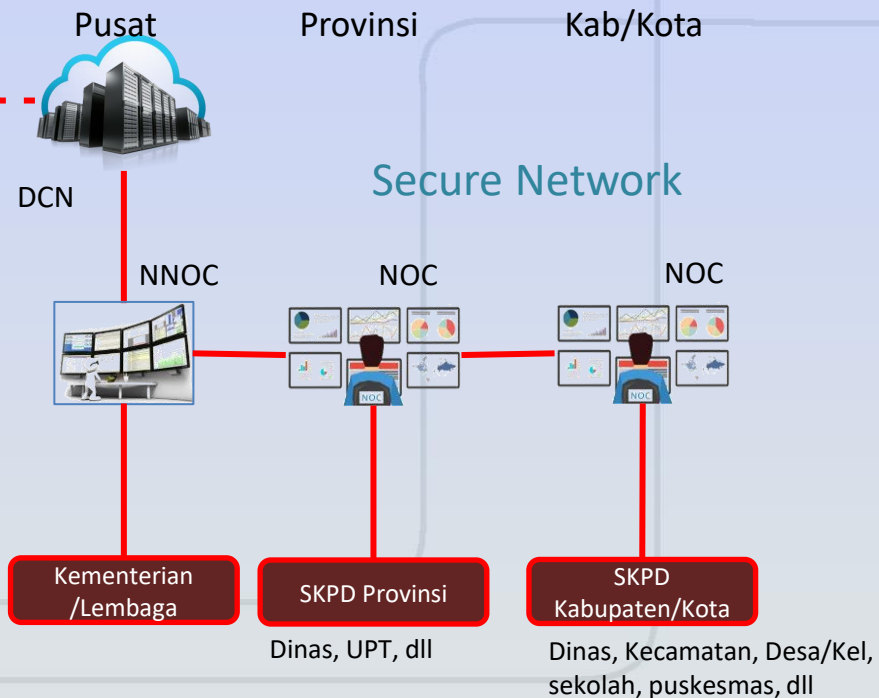 Pusat
Provinsi
Kab/Kota
Secure Network
DCN
NNOC
NOC
NOC
NOC
NOC
Kementerian
/Lembaga
SKPD Provinsi
SKPD
Kabupaten/Kota
Dinas, UPT, dll
Dinas, Kecamatan, Desa/Kel,
sekolah, puskesmas, dll